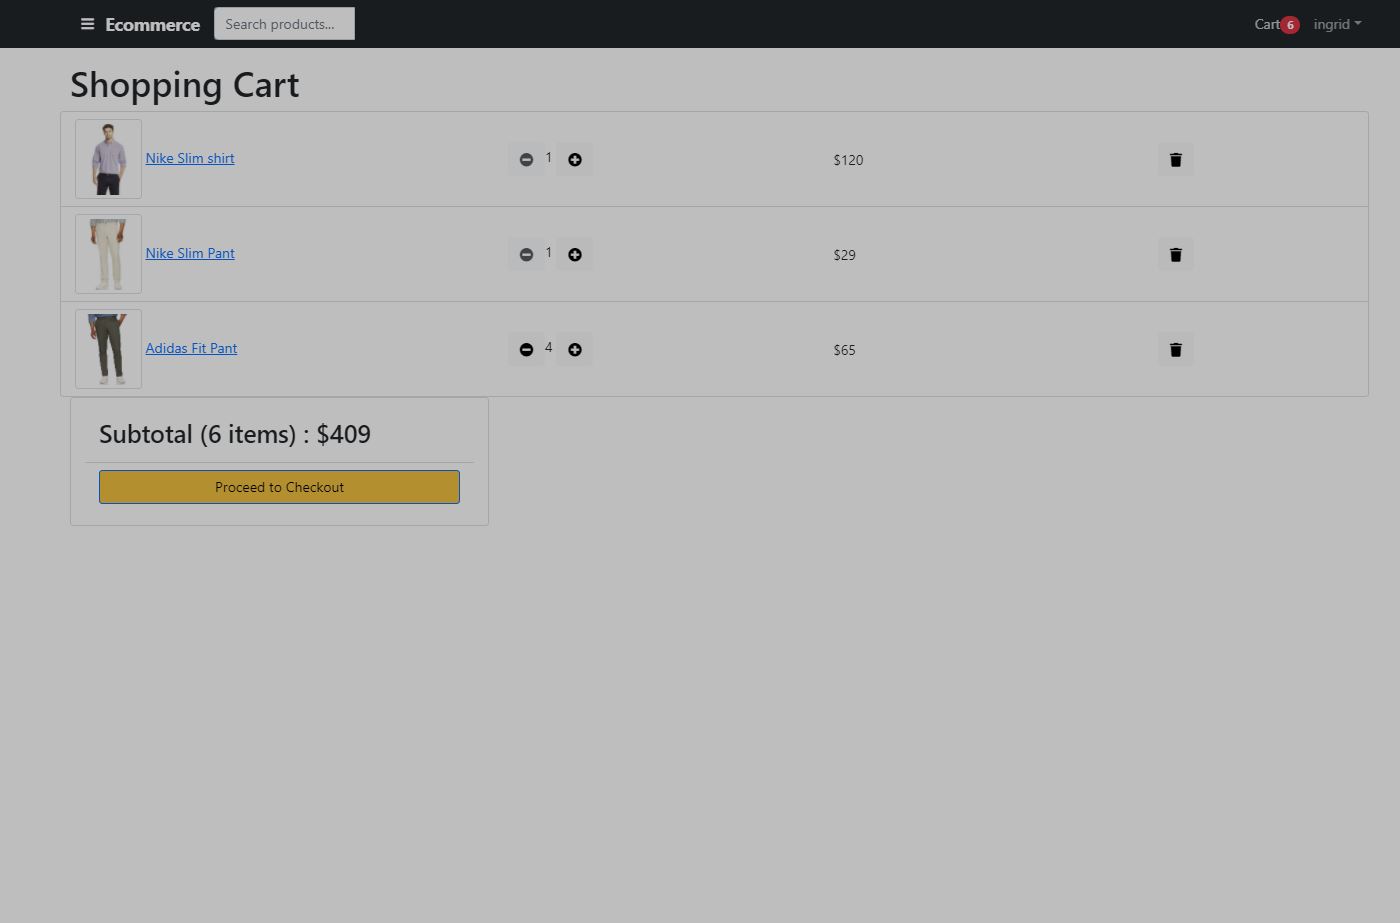 Ecommerce Search products... Cart 6 ingrid
Shopping Cart
Nike Slim shirt 1 $120
Nike Slim Pant 1 $29
Adidas Fit Pant 4 $65
Subtotal (6 items) : $409
Proceed to Checkout